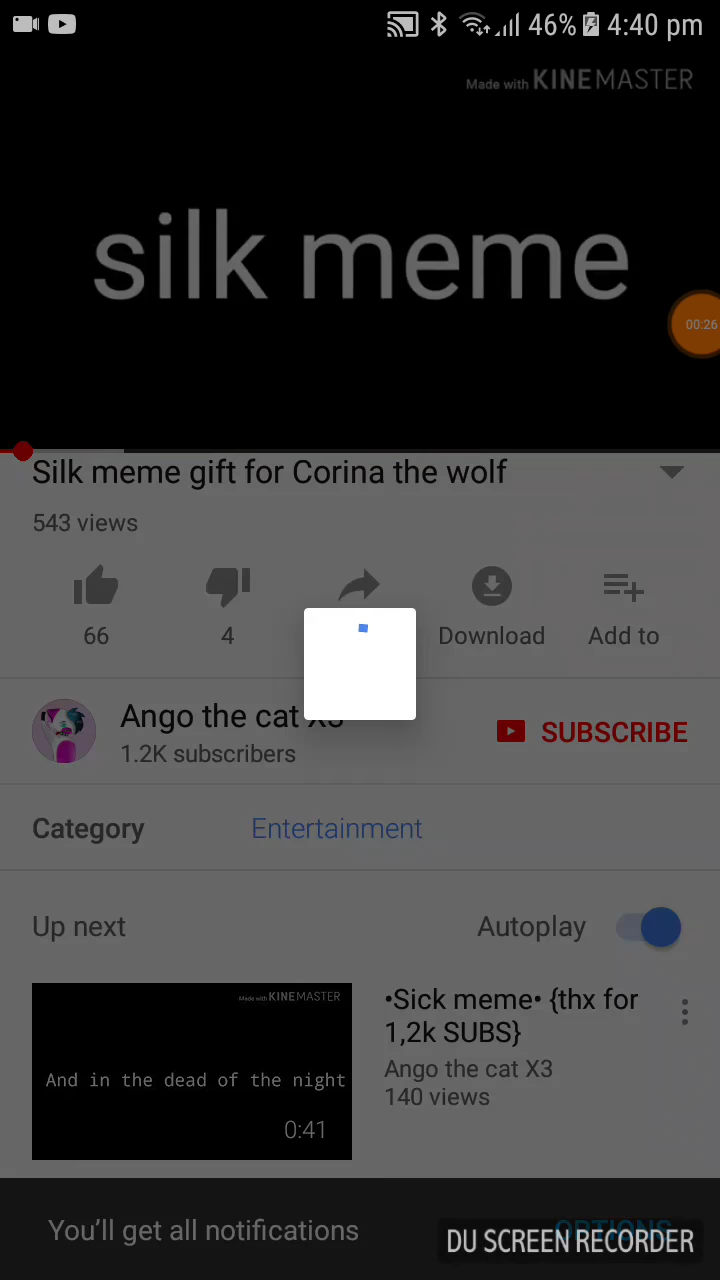 46% 4:40 pm
Made with KINEMASTER
silk meme
00:26
Silk meme gift for Corina the wolf
543 views
66 4 Download Add to
Ango the cat X3
1.2K subscribers
SUBSCRIBE
Category Entertainment
Up next Autoplay
Made with KINEMASTER
And in the dead of the night
0:41
•Sick meme• {thx for
1,2k SUBS}
Ango the cat X3
140 views
You'll get all notifications
OPTIONS
DU SCREEN RECORDER